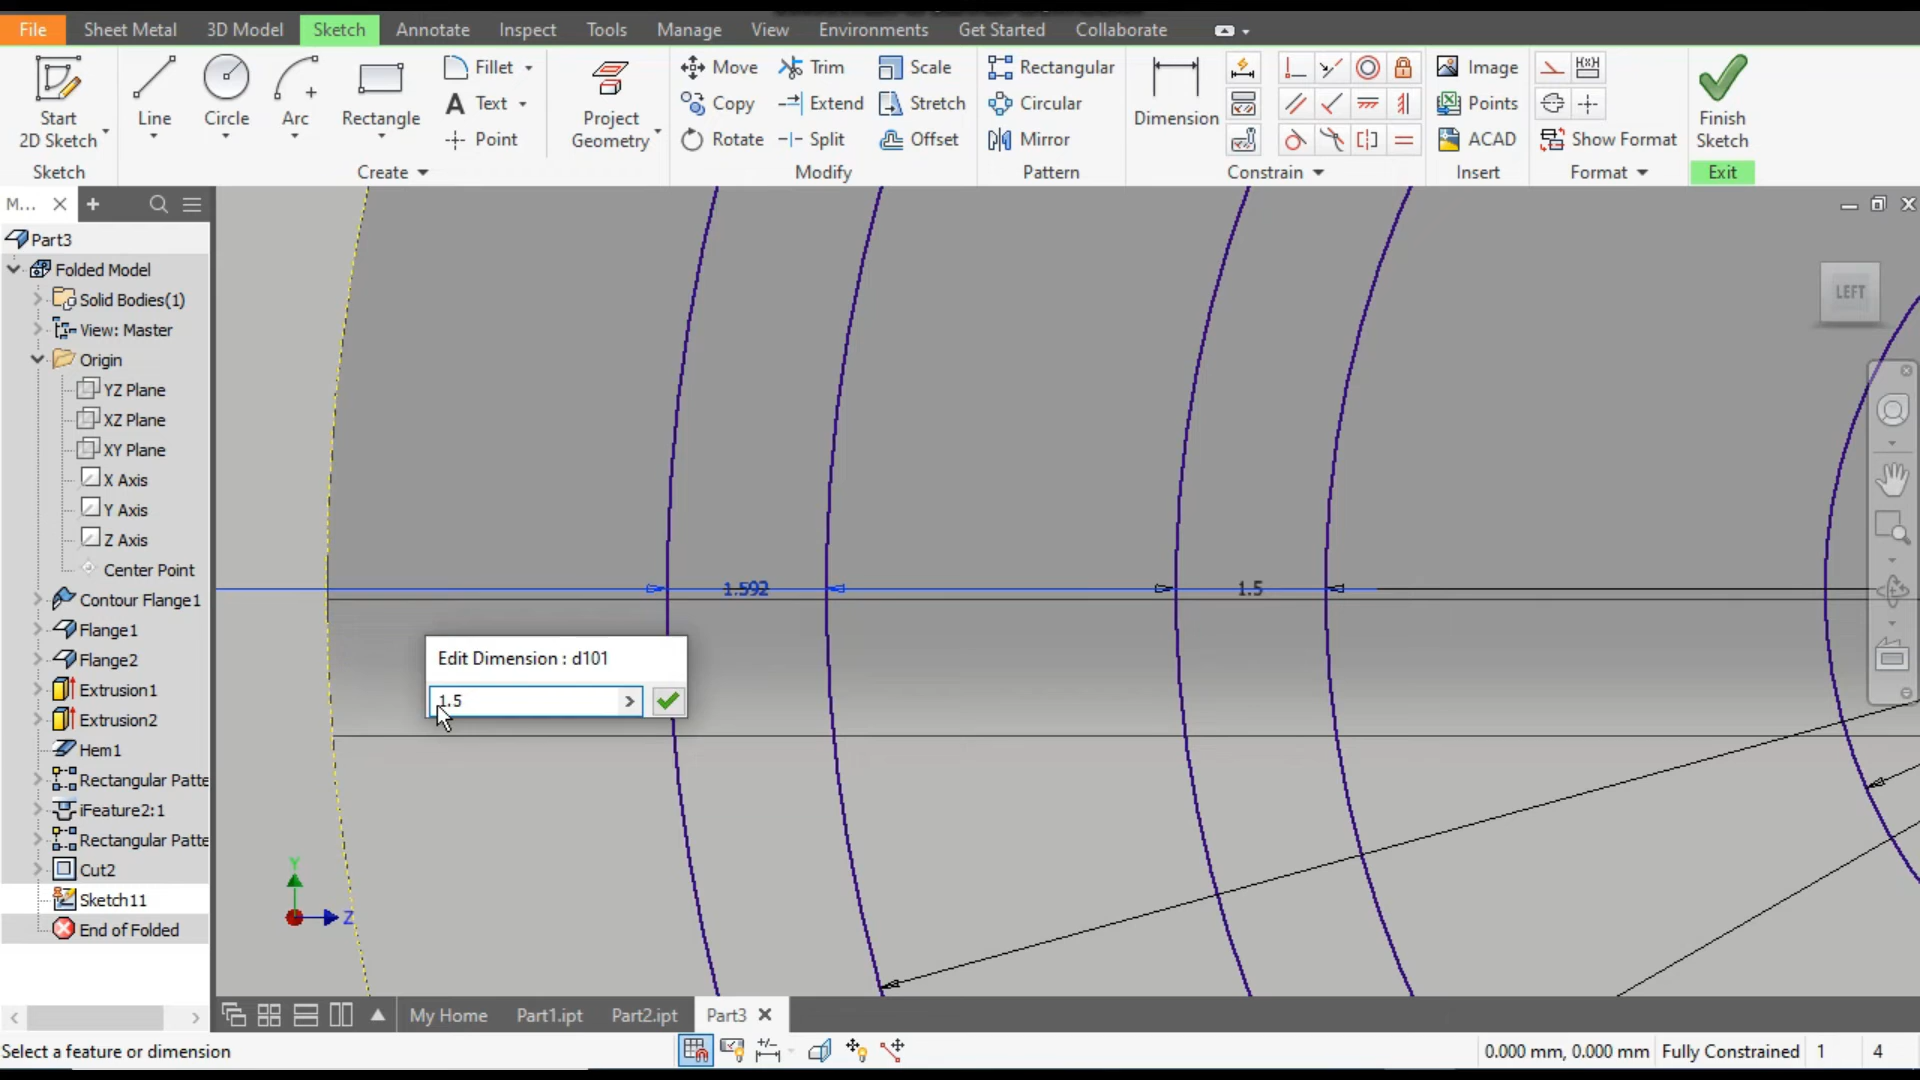 File Sheet Metal 3D Model Sketch Annotate Inspect Tools Manage View Environments Get Started Collaborate
Start
2D Sketch
Line
Circle
Arc
Rectangle
Fillet
Text
Point
Project
Geometry
Move
Copy
Rotate
Trim
Extend
Split
Scale
Stretch
Offset
Rectangular
Circular
Mirror
Dimension
Image
Points
ACAD
Show Format
Finish
Sketch
Sketch Create Modify Pattern Constrain Insert Format Exit
M...
Part3
Folded Model
Solid Bodies(1)
View: Master
Origin
YZ Plane
XZ Plane
XY Plane
X Axis
Y Axis
Z Axis
Center Point
Contour Flange1
Flange1
Flange2
Extrusion1
Extrusion2
Hem1
Rectangular Patte
iFeature2:1
Rectangular Patte
Cut2
Sketch11
End of Folded
LEFT
1.592
1.5
Edit Dimension : d101
1.5
Y
Z
My Home Part1.ipt Part2.ipt Part3
Select a feature or dimension
0.000 mm, 0.000 mm Fully Constrained 1 4